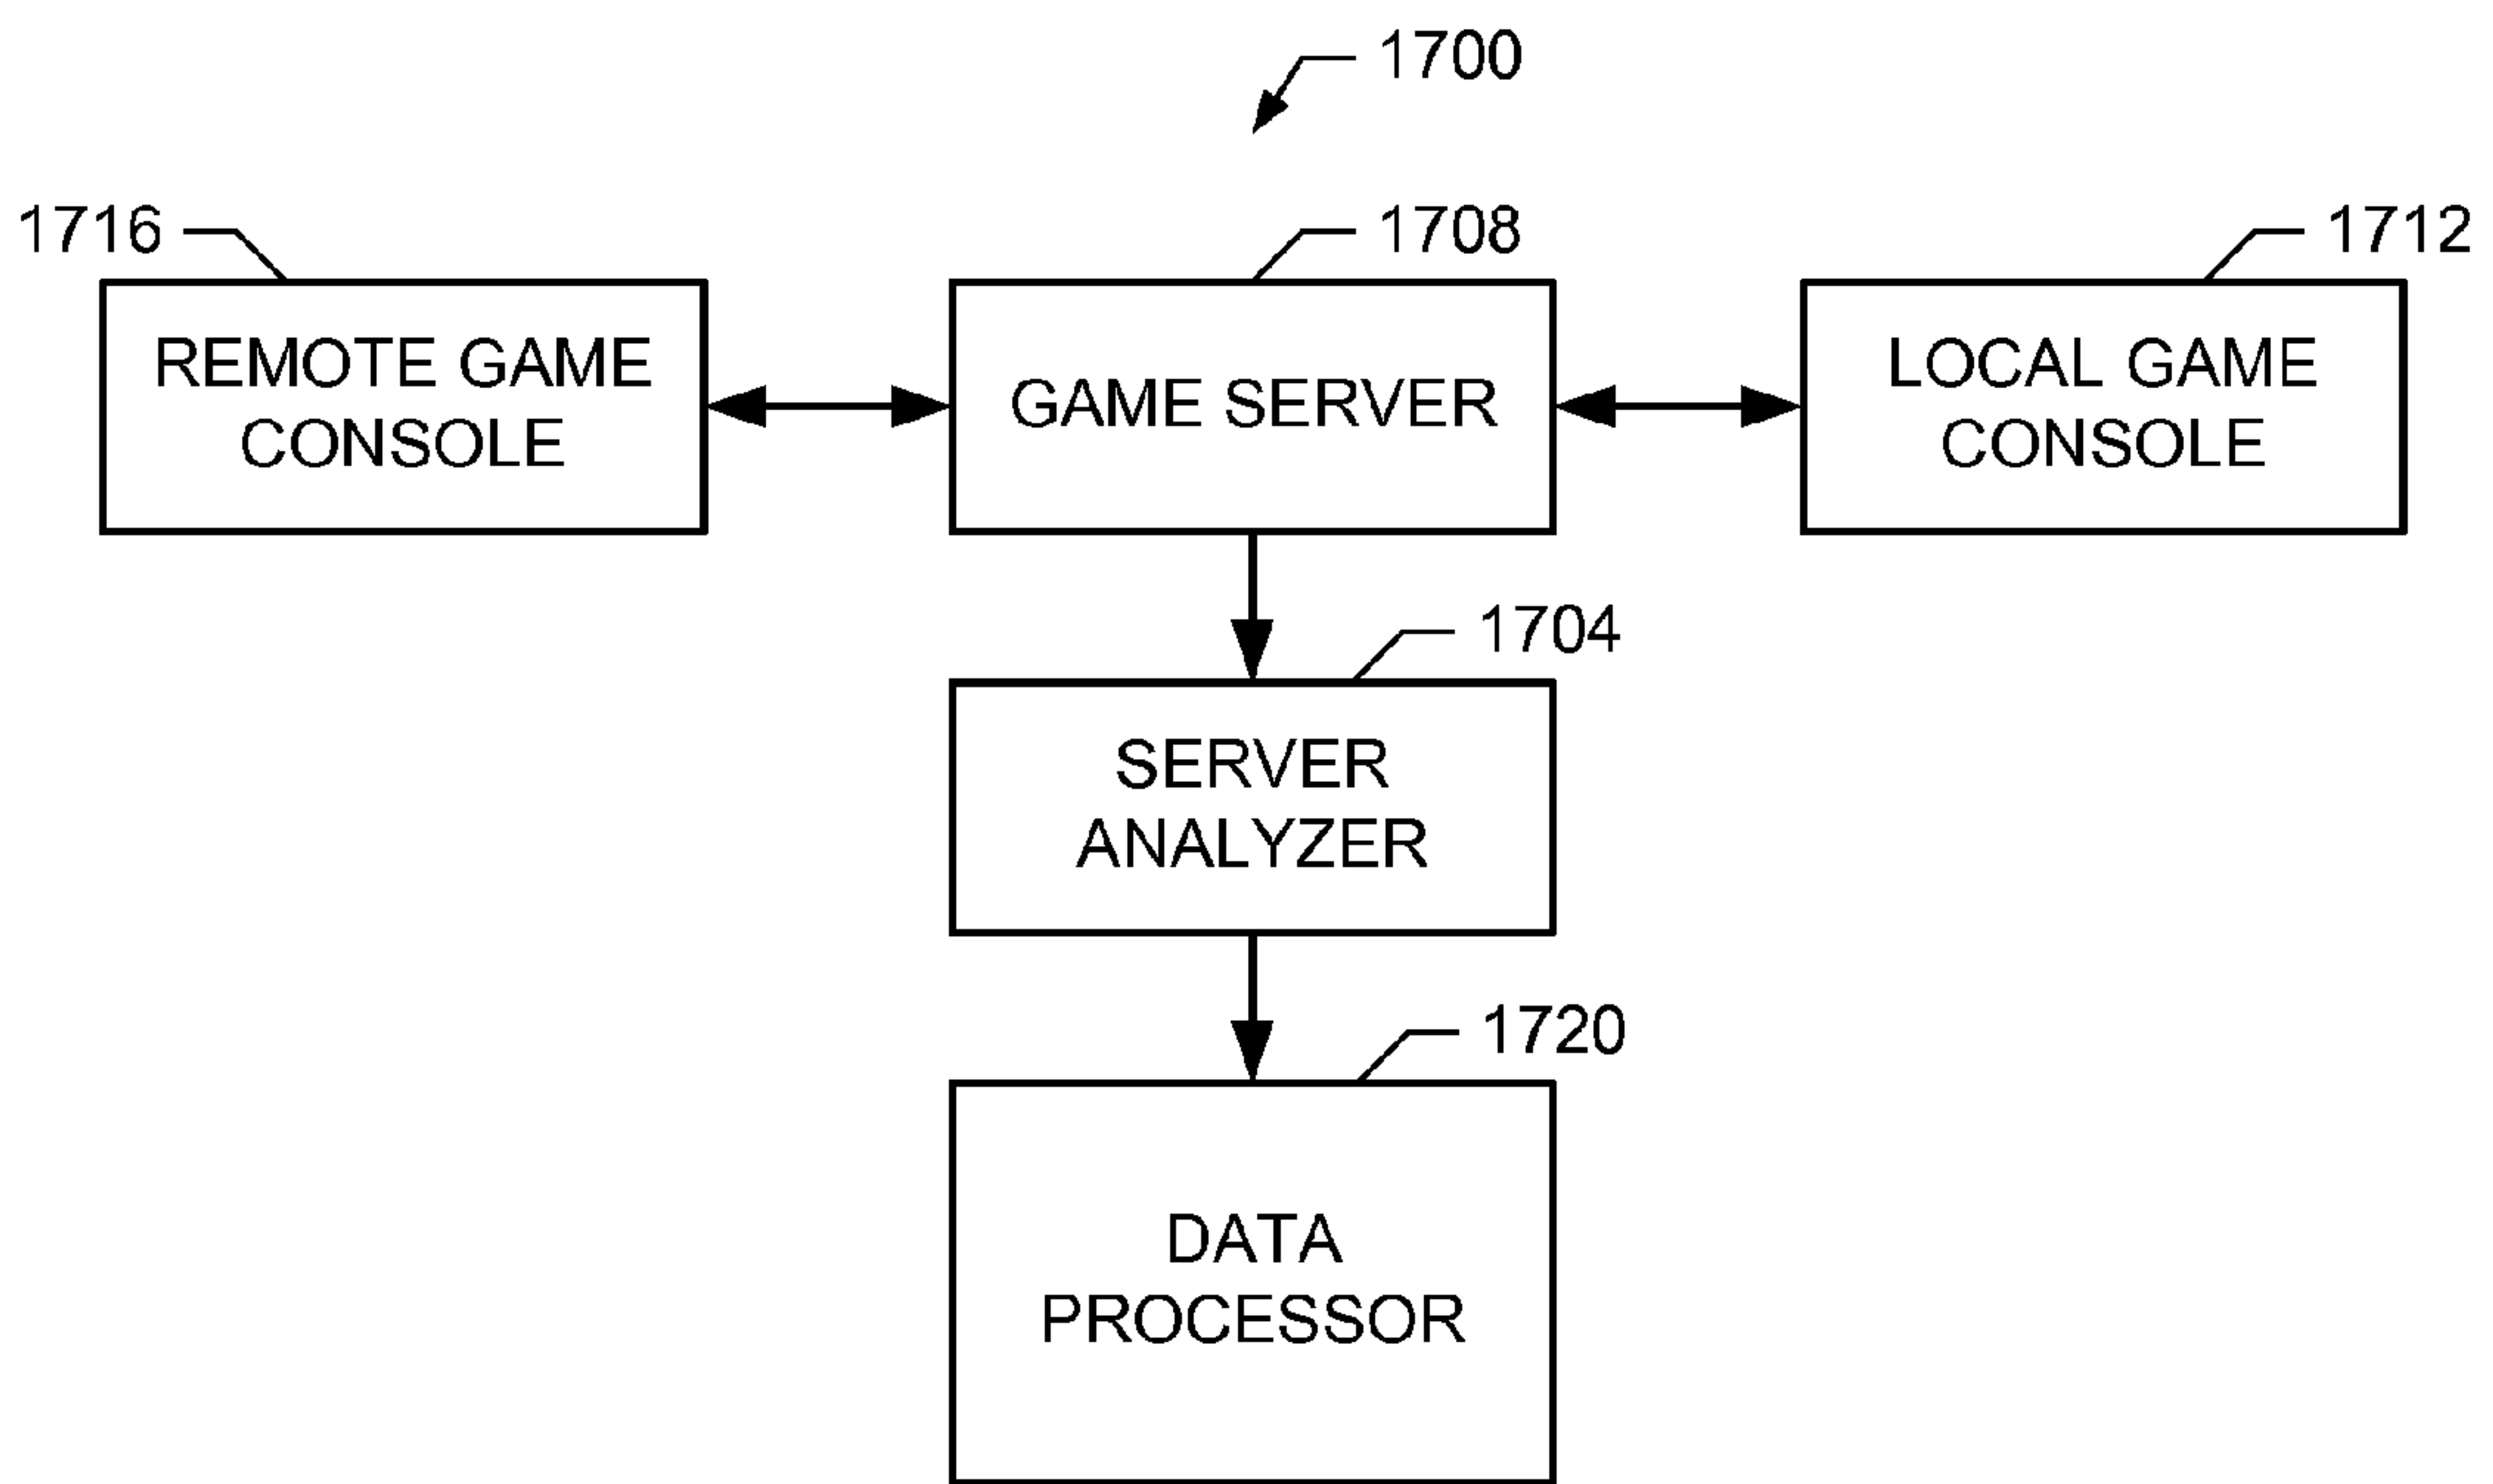 1700
1716
1708
1712
REMOTE GAME
CONSOLE
GAME SERVER
LOCAL GAME
CONSOLE
1704
SERVER
ANALYZER
1720
DATA
PROCESSOR